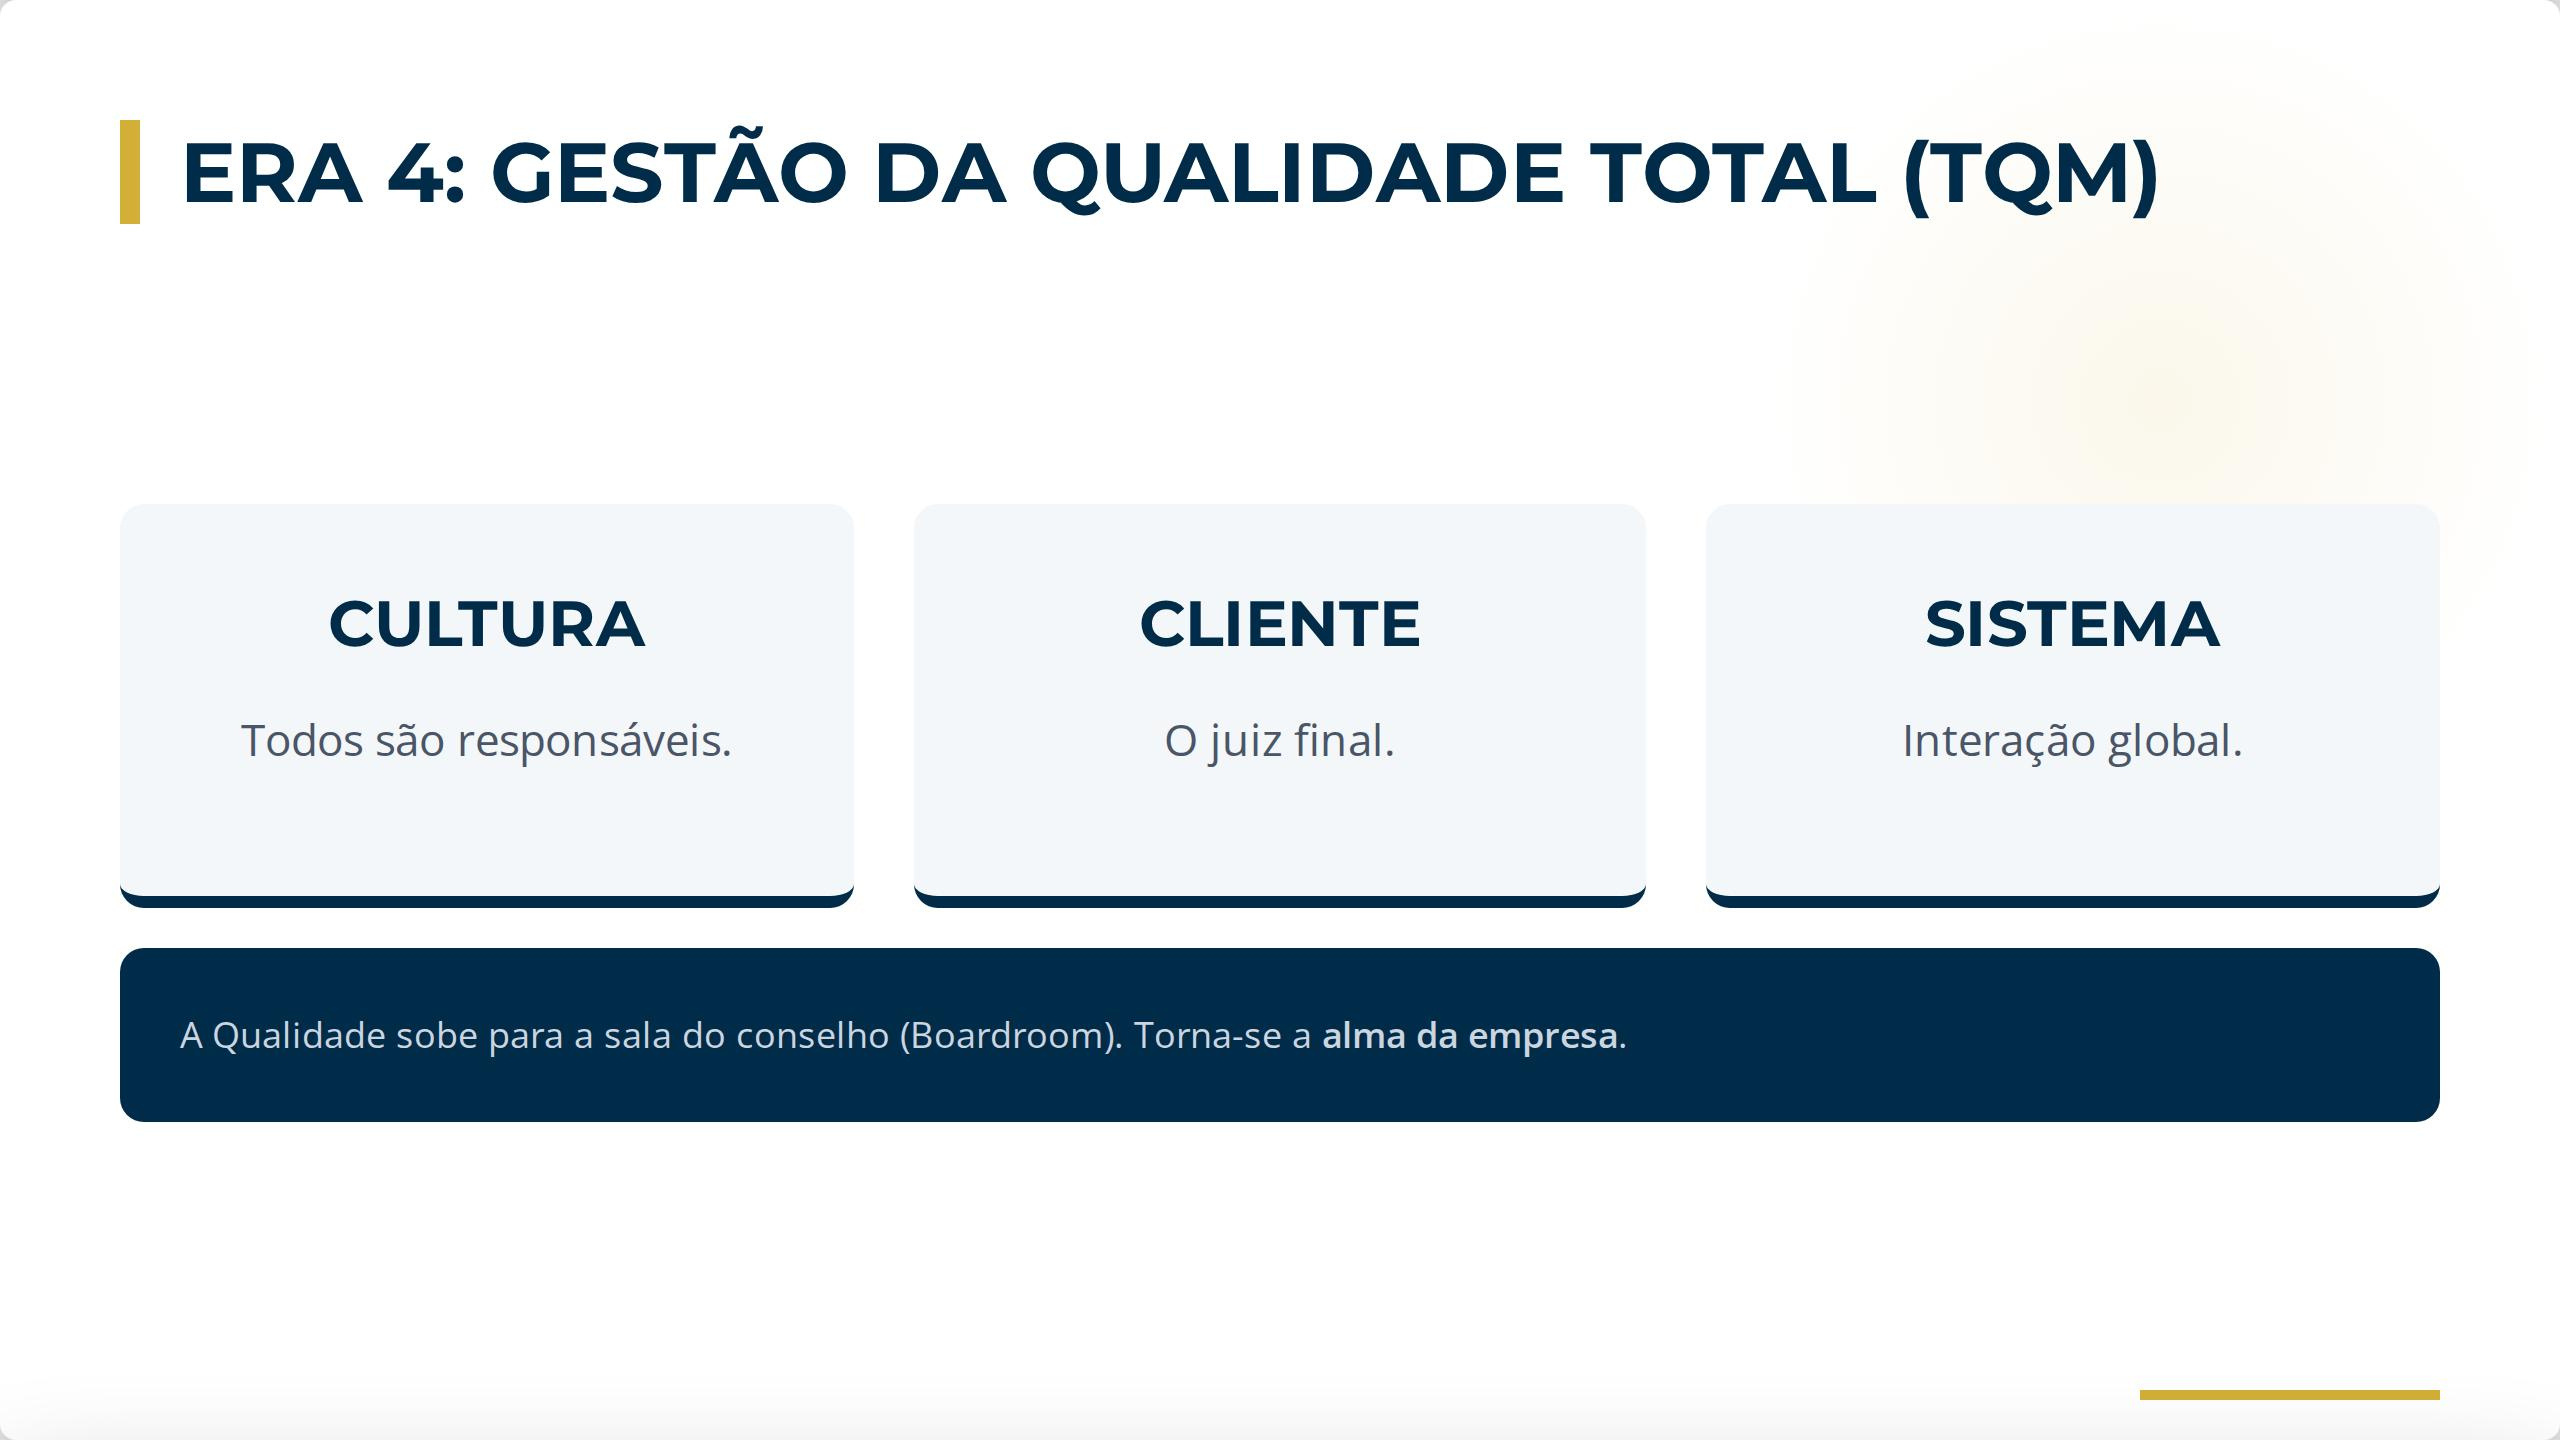 ERA 4: GESTÃO DA QUALIDADE TOTAL (TQM)
CULTURA
Todos são responsáveis.
CLIENTE
O juiz final.
SISTEMA
Interação global.
A Qualidade sobe para a sala do conselho (Boardroom). Torna-se a alma da empresa.